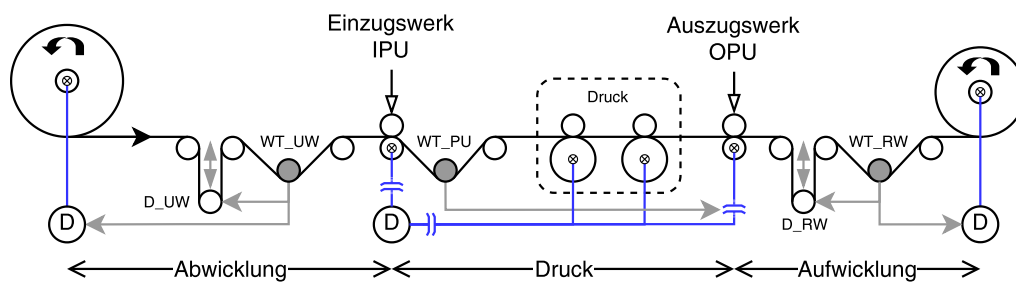 Einzugswerk
IPU
Auszugswerk
OPU
Druck
WT_UW
WT_PU
WT_RW
D_UW
D_RW
D
D
D
Abwicklung
Druck
Aufwicklung